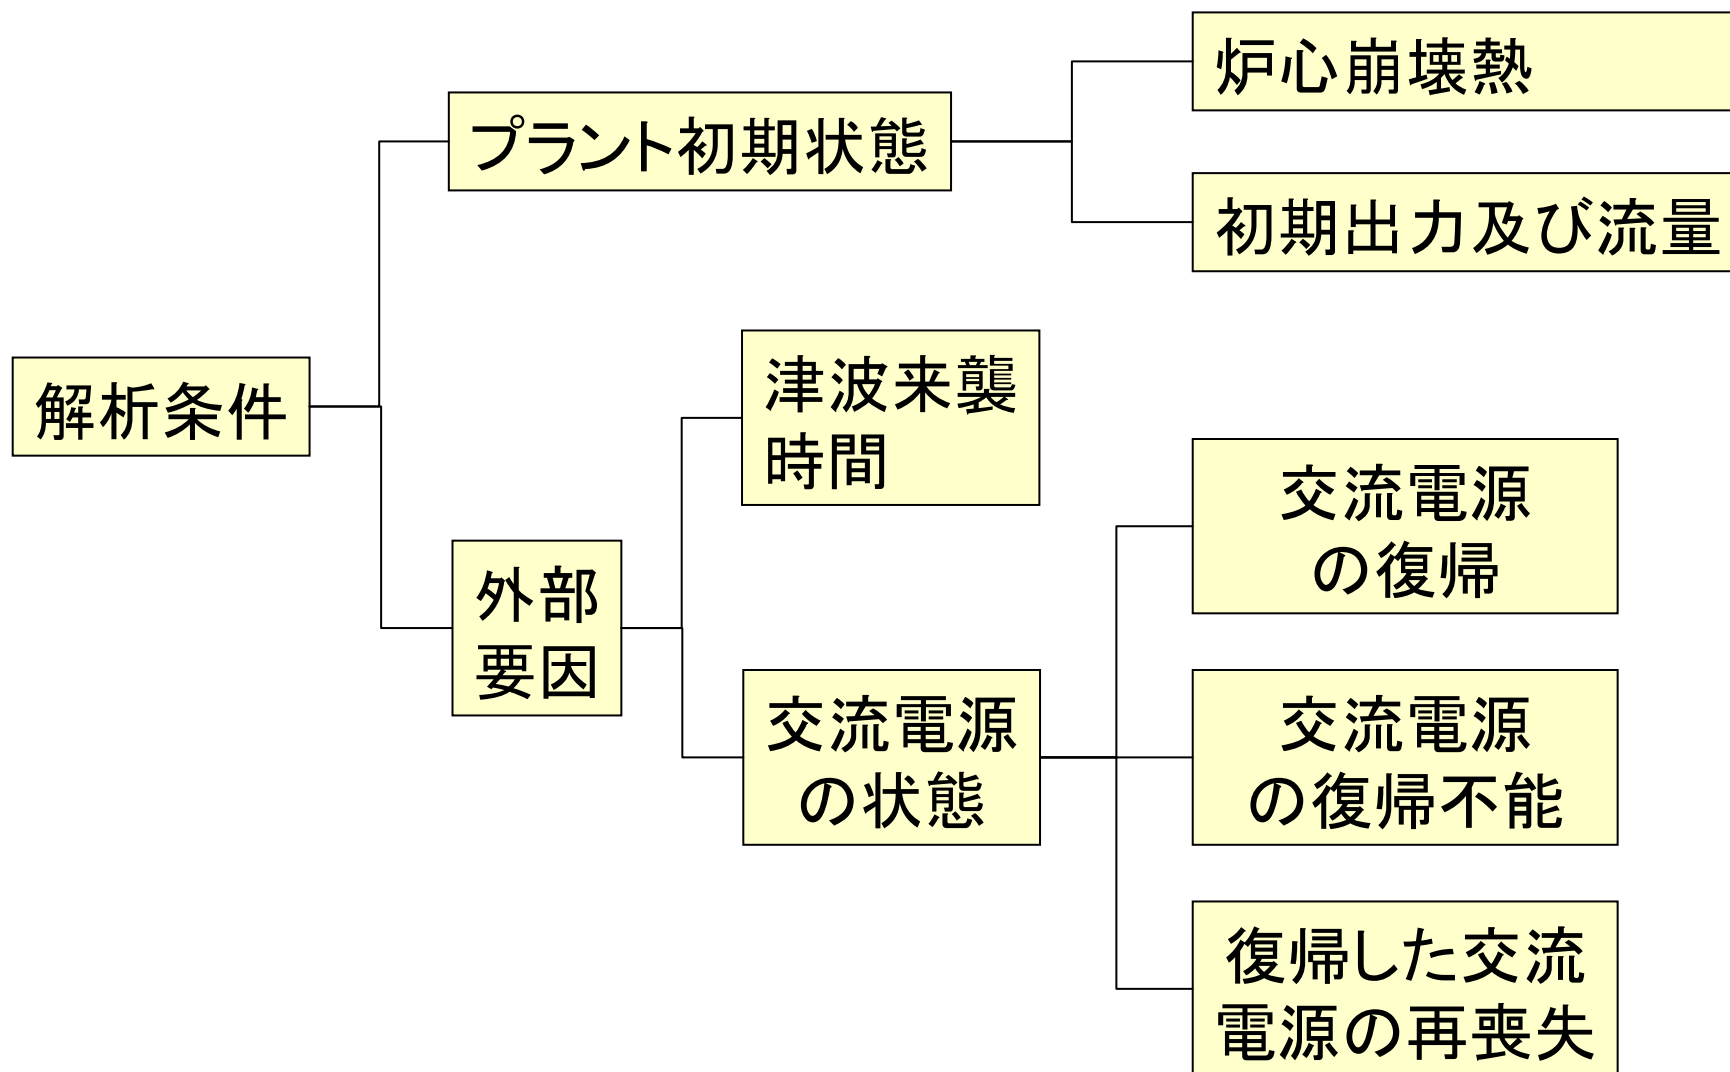 炉心崩壊熱
プラント初期状態
初期出力及び流量
解析条件
津波来襲
時間
外部
要因
交流電源
の状態
交流電源
の復帰
交流電源
の復帰不能
復帰した交流
電源の再喪失